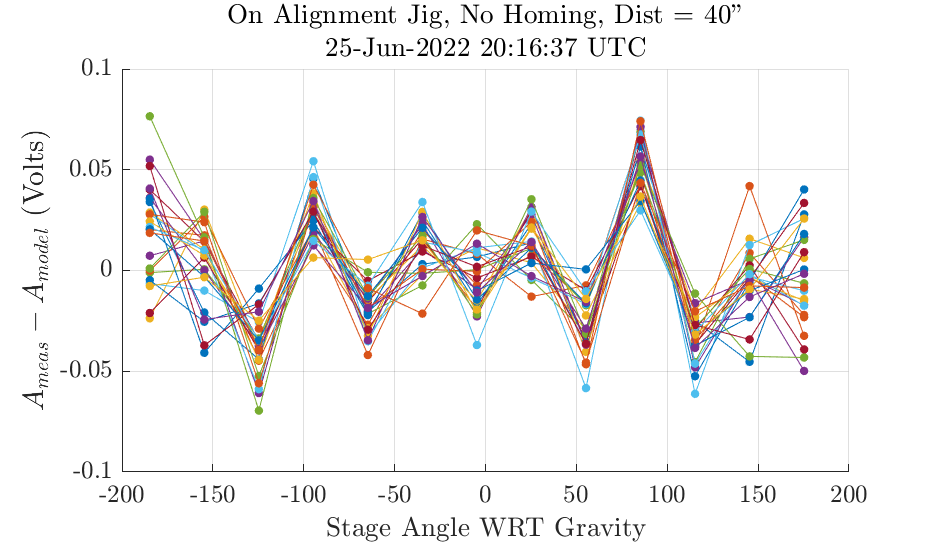 On Alignment Jig, No Homing, Dist = 40"
25-Jun-2022 20:16:37 UTC
0.1
0.05
0
-0.05
-0.1
A_meas − A_model (Volts)
-200 -150 -100 -50 0 50 100 150 200
Stage Angle WRT Gravity